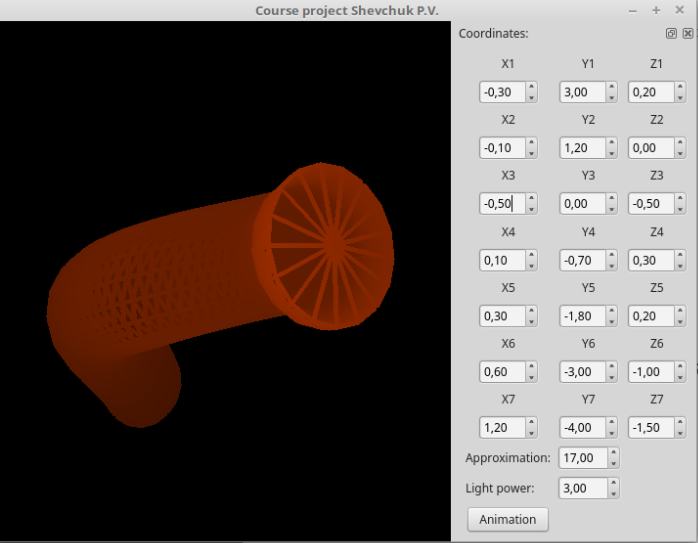 Course project Shevchuk P.V.
Coordinates:
X1 Y1 Z1
-0,30 3,00 0,20
X2 Y2 Z2
-0,10 1,20 0,00
X3 Y3 Z3
-0,50 0,00 -0,50
X4 Y4 Z4
0,10 -0,70 0,30
X5 Y5 Z5
0,30 -1,80 0,20
X6 Y6 Z6
0,60 -3,00 -1,00
X7 Y7 Z7
1,20 -4,00 -1,50
Approximation: 17,00
Light power: 3,00
Animation